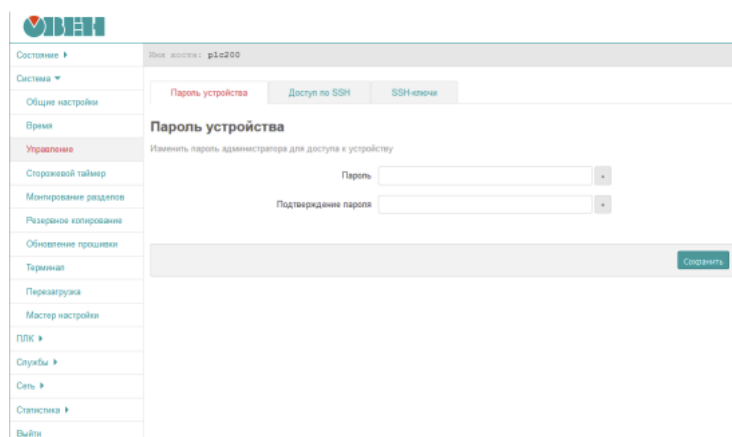 ОВЕН
Состояние
Имя хоста: plc200
Система
Пароль устройства
Доступ по SSH
SSH-ключи
Общие настройки
Время
Пароль устройства
Управление
Изменить пароль администратора для доступа к устройству
Сторожевой таймер
Пароль
*
Монтирование разделов
Подтверждение пароля
*
Резервное копирование
Обновление прошивки
Сохранить
Терминал
Перезагрузка
Мастер настройки
ПЛК
Службы
Сеть
Статистика
Выйти